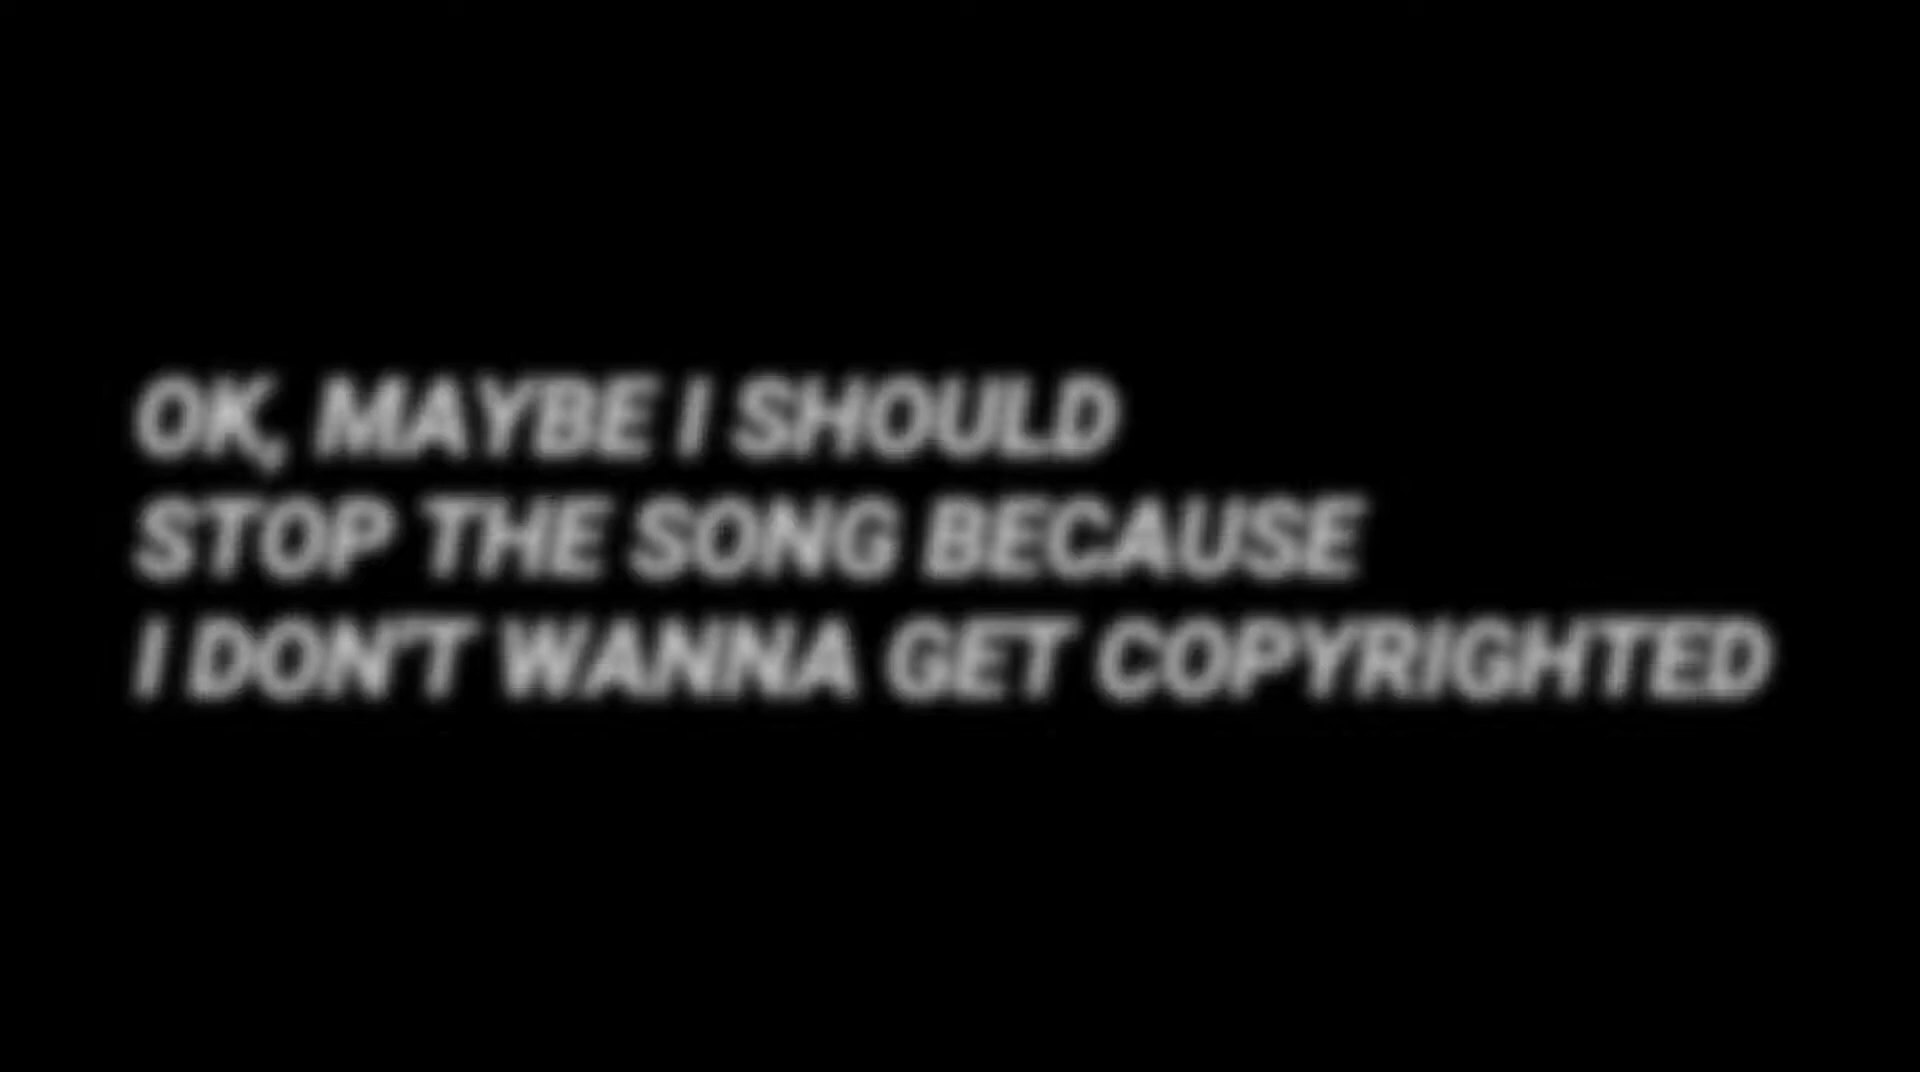 OK, MAYBE I SHOULD
STOP THE SONG BECAUSE
I DON'T WANNA GET COPYRIGHTED